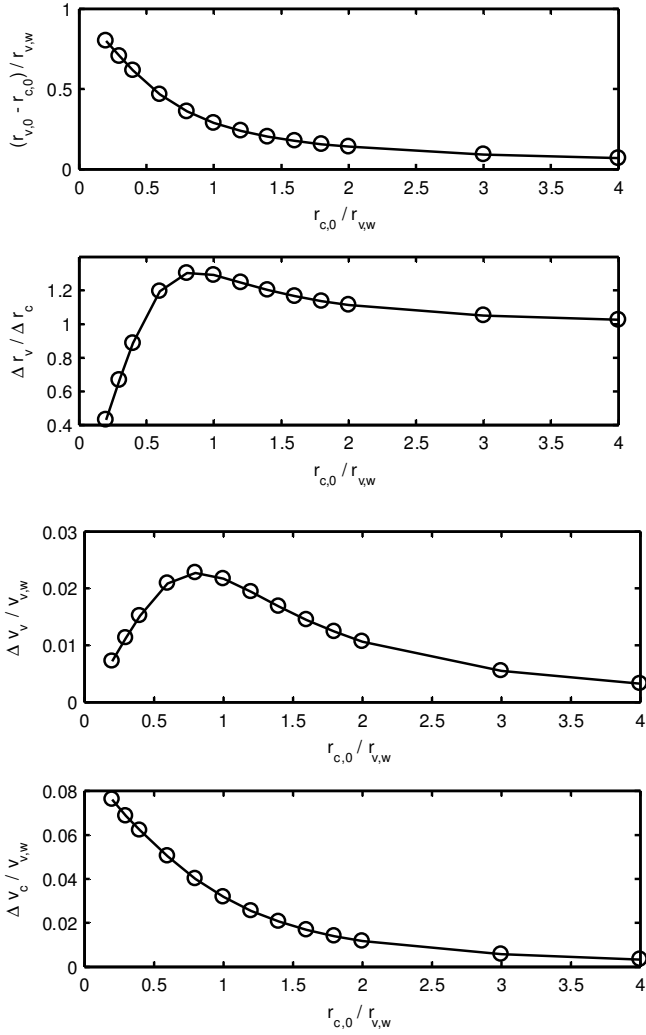 (r_{v,0} - r_{c,0}) / r_{v,w}
1
0.5
0
0 0.5 1 1.5 2 2.5 3 3.5 4
r_{c,0} / r_{v,w}
Δ r_v / Δ r_c
1.2
1
0.8
0.6
0.4
0 0.5 1 1.5 2 2.5 3 3.5 4
r_{c,0} / r_{v,w}
Δ v_v / v_{v,w}
0.03
0.02
0.01
0
0 0.5 1 1.5 2 2.5 3 3.5 4
r_{c,0} / r_{v,w}
Δ v_c / v_{v,w}
0.08
0.06
0.04
0.02
0
0 0.5 1 1.5 2 2.5 3 3.5 4
r_{c,0} / r_{v,w}